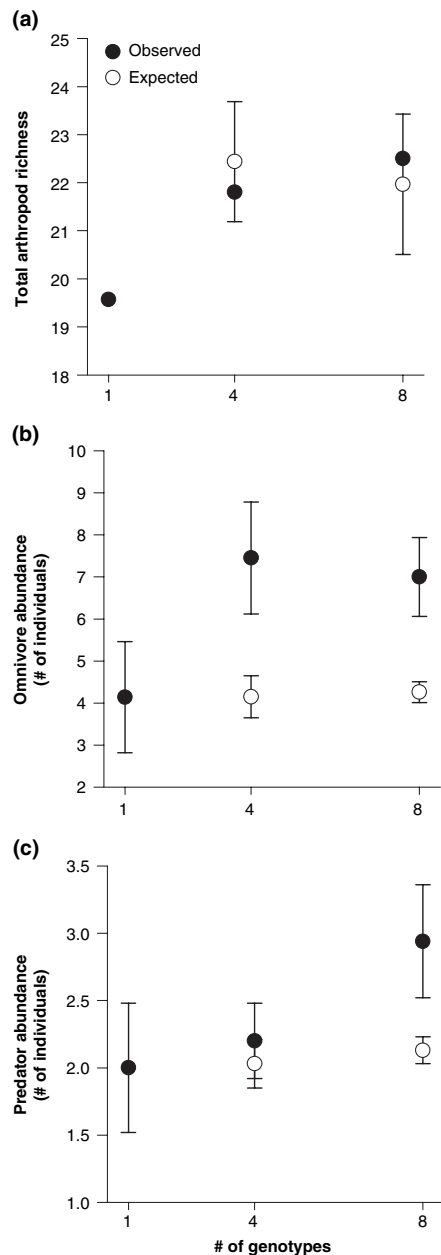 (a)
25
24
23
22
21
20
19
18
Total arthropod richness
Observed
Expected
1
4
8
(b)
10
9
8
7
6
5
4
3
2
Omnivore abundance
(# of individuals)
1
4
8
(c)
3.5
3.0
2.5
2.0
1.5
1.0
Predator abundance
(# of individuals)
1
4
8
# of genotypes